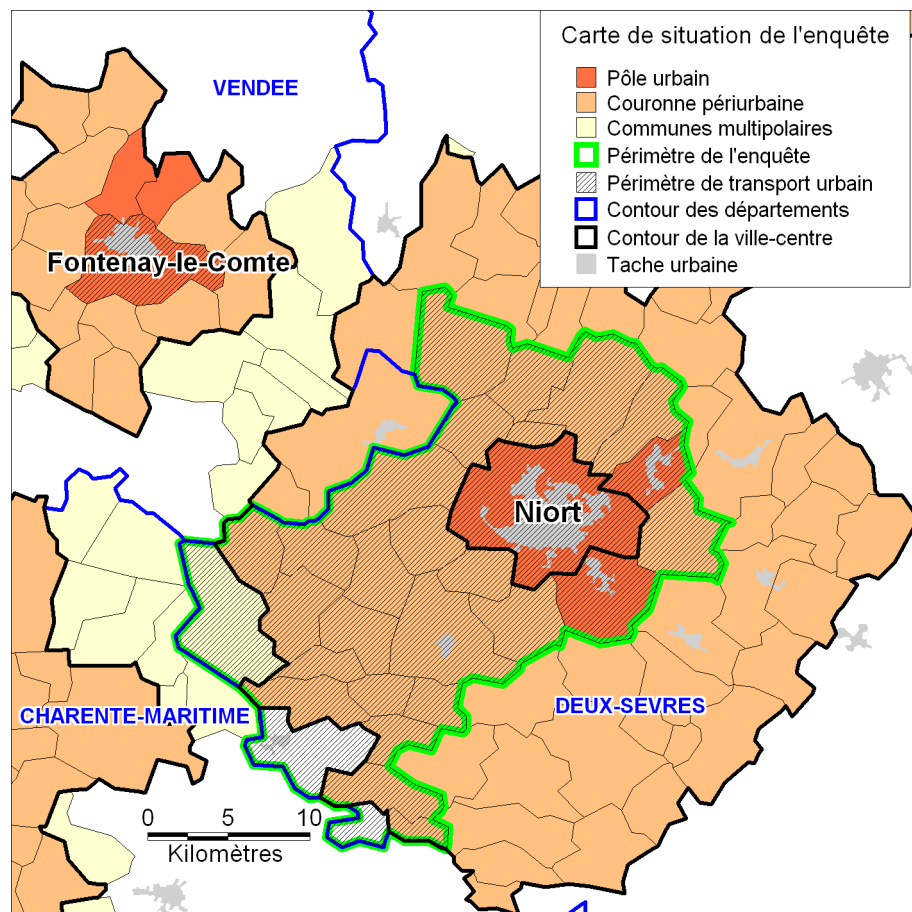 Carte de situation de l'enquête
Pôle urbain
Couronne périurbaine
Communes multipolaires
Périmètre de l'enquête
Périmètre de transport urbain
Contour des départements
Contour de la ville-centre
Tache urbaine
VENDEE
Fontenay-le-Comte
Niort
CHARENTE-MARITIME
DEUX-SEVRES
0 5 10
Kilomètres